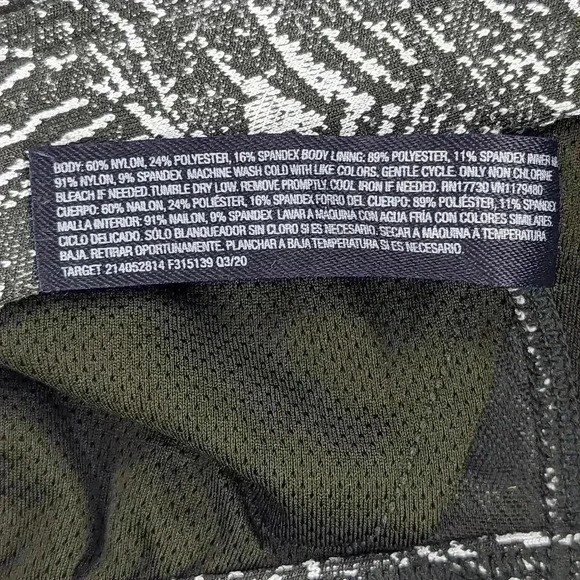 BODY: 60% NYLON, 24% POLYESTER, 16% SPANDEX BODY LINING: 89% POLYESTER, 11% SPANDEX INNER
91% NYLON, 9% SPANDEX MACHINE WASH COLD WITH LIKE COLORS. GENTLE CYCLE. ONLY NON CHLORINE
BLEACH IF NEEDED. TUMBLE DRY LOW. REMOVE PROMPTLY. COOL IRON IF NEEDED. RN17730 VN1179480
CUERPO: 60% NAILON, 24% POLIÉSTER, 16% SPANDEX FORRO DEL CUERPO: 89% POLIÉSTER, 11% SPANDEX
MALLA INTERIOR: 91% NAILON, 9% SPANDEX LAVAR A MÁQUINA CON AGUA FRÍA CON COLORES SIMILARES.
CICLO DELICADO. SÓLO BLANQUEADOR SIN CLORO SI ES NECESARIO. SECAR A MÁQUINA A TEMPERATURA
BAJA. RETIRAR OPORTUNAMENTE. PLANCHAR A BAJA TEMPERATURA SI ES NECESARIO.
TARGET 214052814 F315139 Q3/20